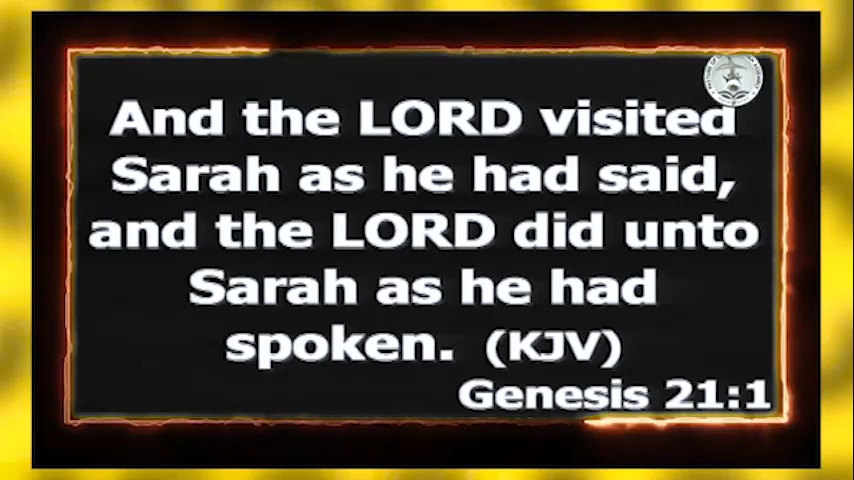 And the LORD visited
Sarah as he had said,
and the LORD did unto
Sarah as he had
spoken. (KJV)
Genesis 21:1